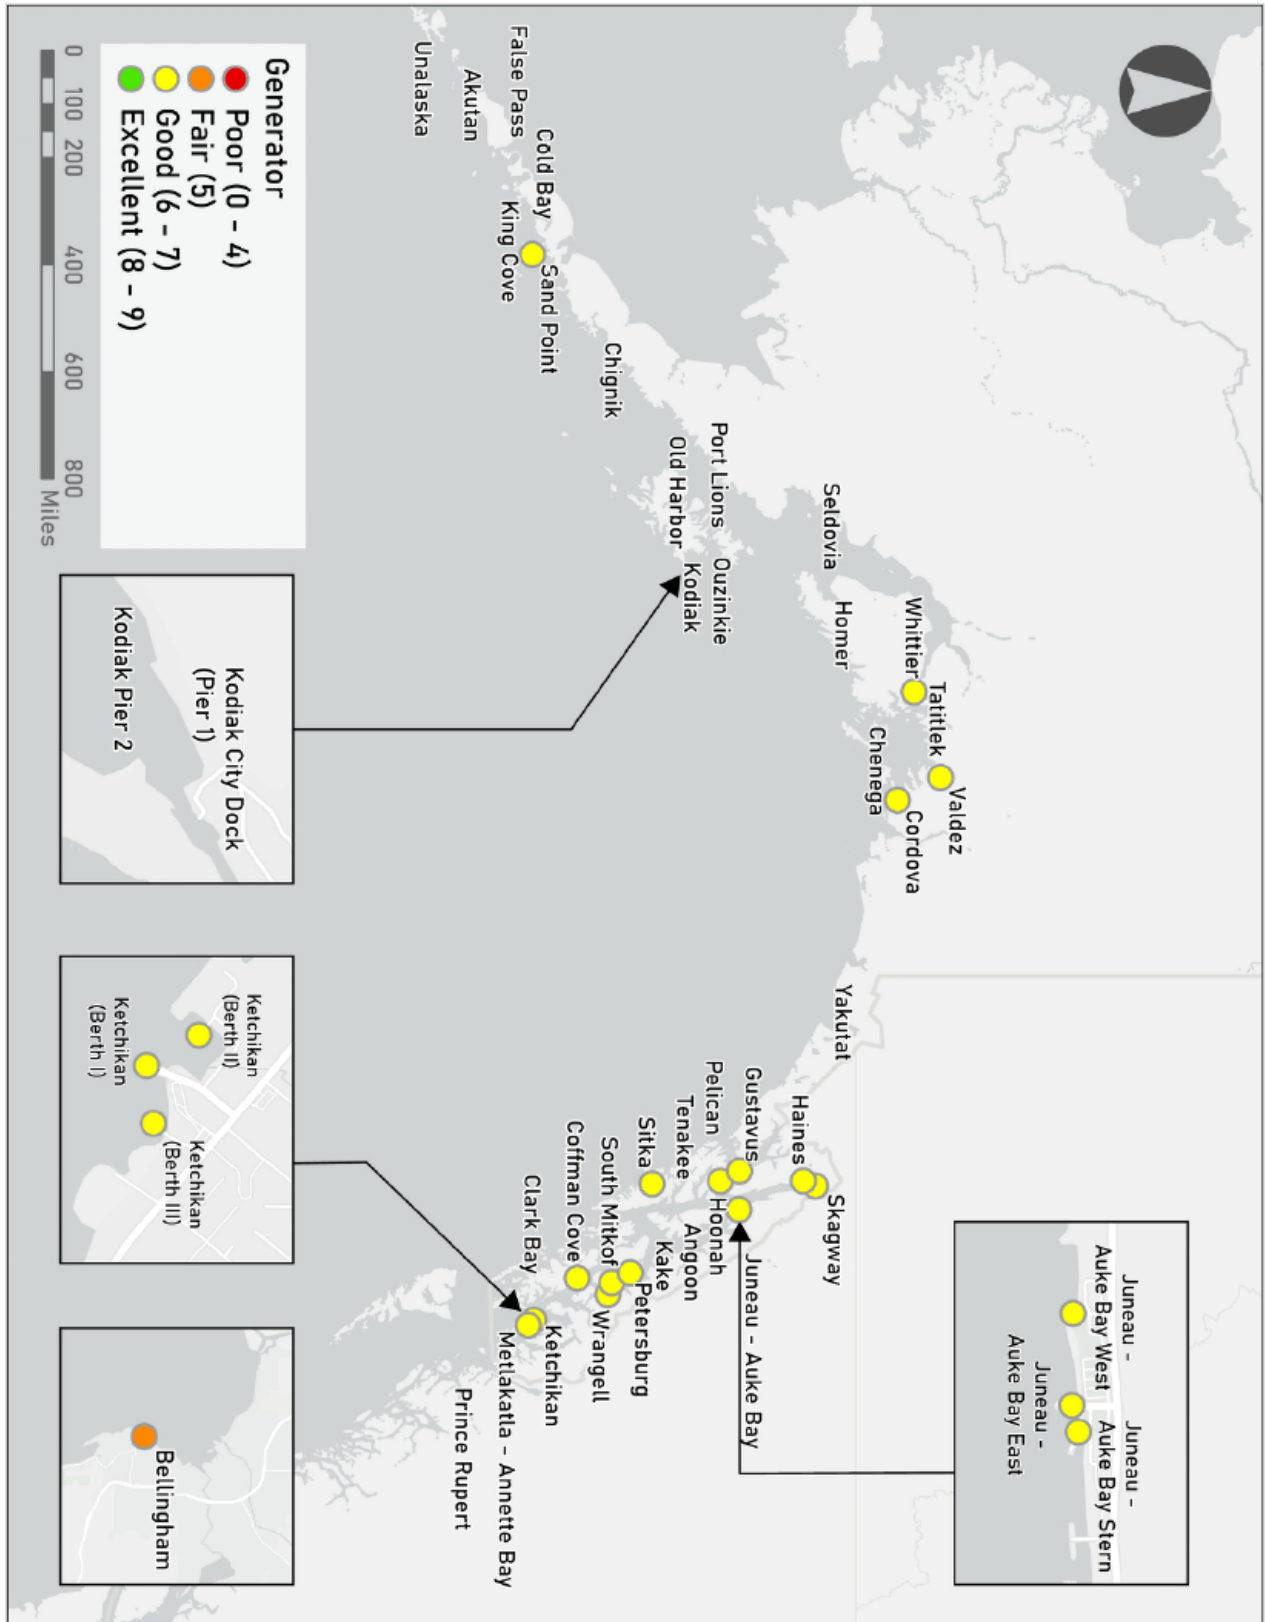 False Pass
Unalaska
Akutan
Cold Bay
King Cove
Sand Point
Chignik
Port Lions
Old Harbor
Ouzinkie
Kodiak
Seldovia
Homer
Whittier
Tatitlek
Chenega
Valdez
Cordova
Yakutat
Haines
Skagway
Gustavus
Pelican
Hoonah
Tenakee
Angoon
Juneau - Auke Bay
Sitka
Kake
South Mitkof
Petersburg
Coffman Cove
Wrangell
Clark Bay
Ketchikan
Metlakatla - Annette Bay
Prince Rupert
Juneau -
Auke Bay West
Juneau -
Auke Bay Stern
Juneau -
Auke Bay East
Generator
Poor (0 - 4)
Fair (5)
Good (6 - 7)
Excellent (8 - 9)
0 100 200 400 600 800
Miles
Kodiak City Dock
(Pier 1)
Kodiak Pier 2
Ketchikan
(Berth II)
Ketchikan
(Berth III)
Ketchikan
(Berth I)
Bellingham